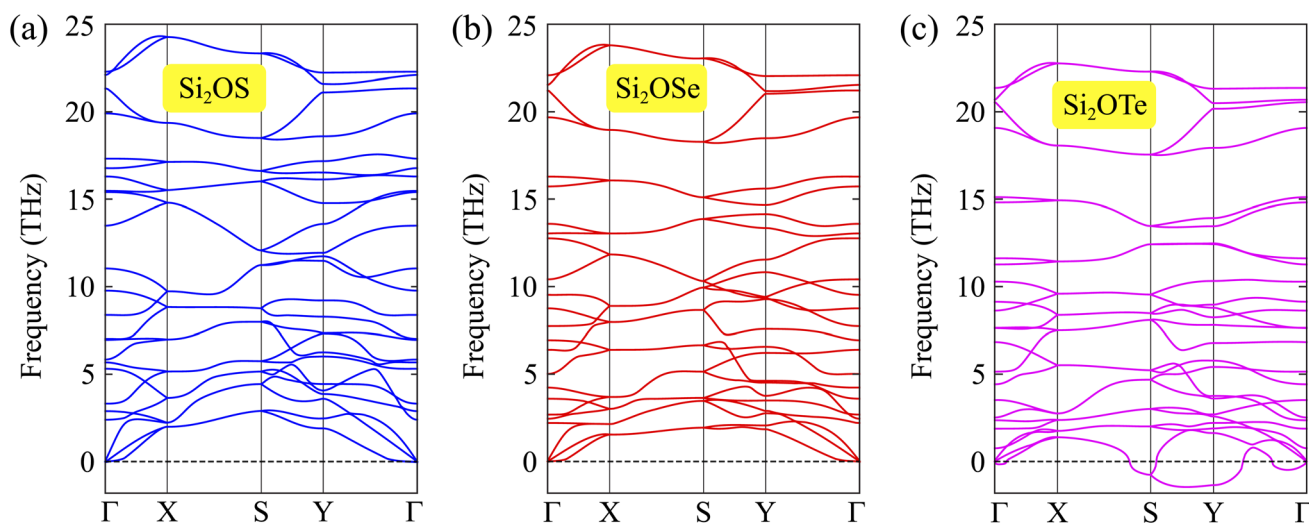 (a)
Si₂OS
Frequency (THz)
25
20
15
10
5
0
Γ X S Y Γ
(b)
Si₂OSe
Frequency (THz)
25
20
15
10
5
0
Γ X S Y Γ
(c)
Si₂OTe
Frequency (THz)
25
20
15
10
5
0
Γ X S Y Γ